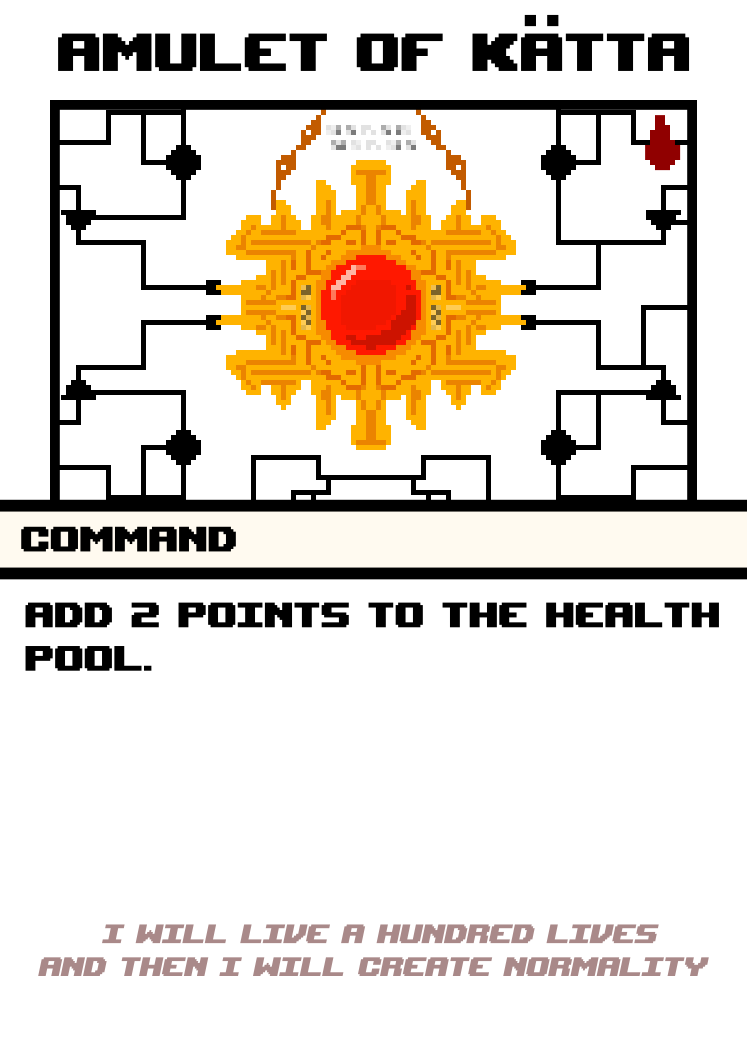 AMULET OF KÄTTA
COMMAND
ADD 2 POINTS TO THE HEALTH
POOL.
I WILL LIVE A HUNDRED LIVES
AND THEN I WILL CREATE NORMALITY